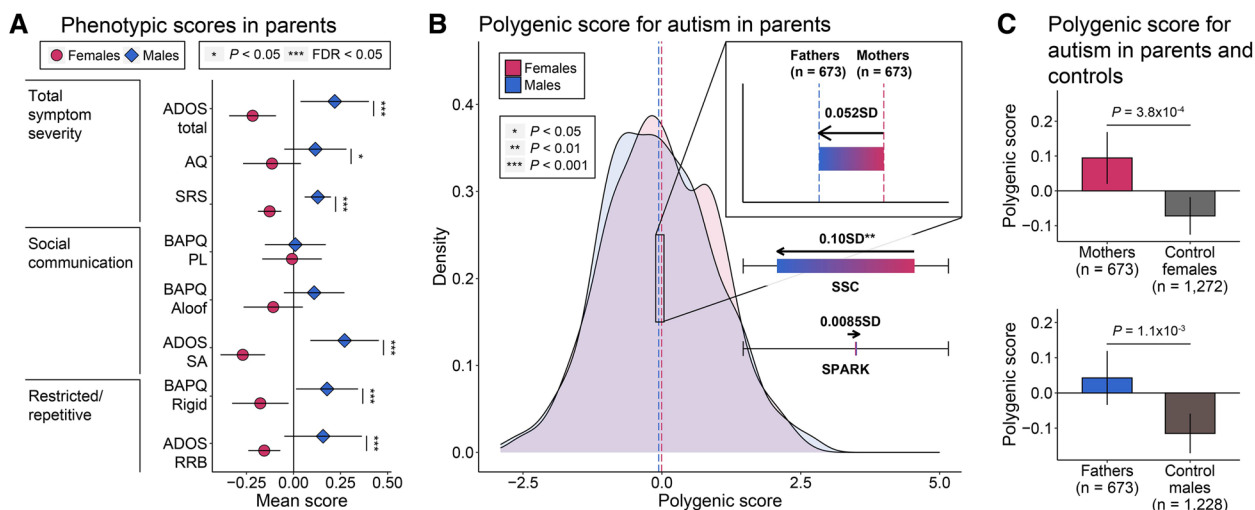 A
Phenotypic scores in parents
Females Males
* P < 0.05 *** FDR < 0.05
Total
symptom
severity
Social
communication
Restricted/
repetitive
ADOS
total
***
AQ
*
SRS
***
BAPQ
PL
BAPQ
Aloof
ADOS
SA
***
BAPQ
Rigid
***
ADOS
RRB
***
−0.25 0.00 0.25 0.50
Mean score
B
Polygenic score for autism in parents
Females
Males
* P < 0.05
** P < 0.01
*** P < 0.001
Density
0.4
0.3
0.2
0.1
0.0
−2.5 0.0 2.5 5.0
Polygenic score
Fathers
(n = 673)
Mothers
(n = 673)
0.052SD
0.10SD**
SSC
0.0085SD
SPARK
C
Polygenic score for
autism in parents and
controls
P = 3.8x10⁻⁴
Polygenic score
0.2
0.1
0.0
−0.1
Mothers
(n = 673)
Control
females
(n = 1,272)
P = 1.1x10⁻³
Polygenic score
0.2
0.1
0.0
−0.1
Fathers
(n = 673)
Control
males
(n = 1,228)